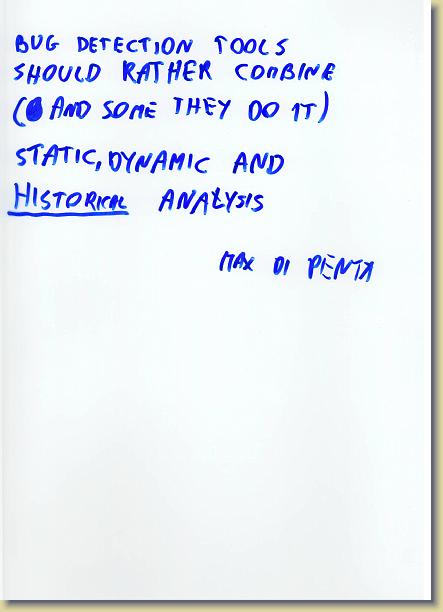 BUG DETECTION TOOLS
SHOULD RATHER COMBINE
(AND SOME THEY DO IT)
STATIC, DYNAMIC AND
HISTORICAL ANALYSIS
MAX DI PENTA